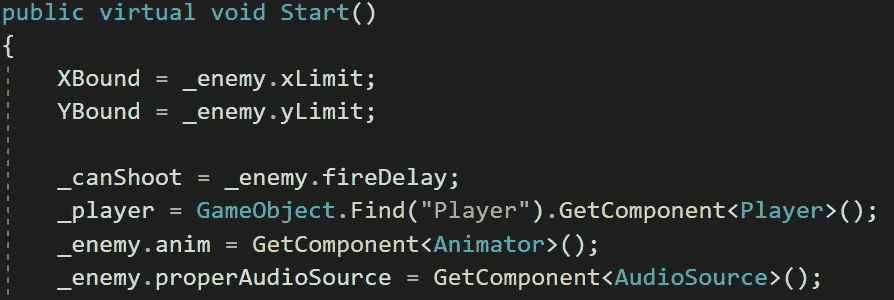 public virtual void Start()
{
XBound = _enemy.xLimit;
YBound = _enemy.yLimit;
_canShoot = _enemy.fireDelay;
_player = GameObject.Find("Player").GetComponent<Player>();
_enemy.anim = GetComponent<Animator>();
_enemy.properAudioSource = GetComponent<AudioSource>();